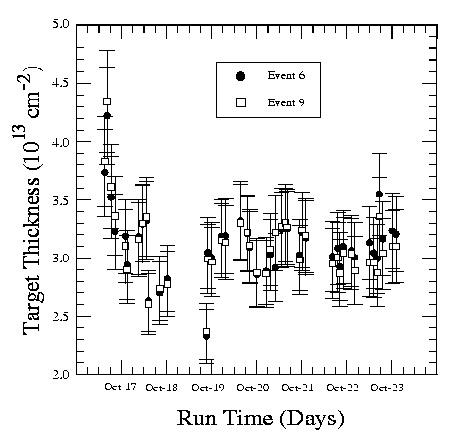 5.0
4.5
4.0
3.5
3.0
2.5
2.0
Target Thickness (10^13 cm^-2)
Event 6
Event 9
Oct-17 Oct-18 Oct-19 Oct-20 Oct-21 Oct-22 Oct-23
Run Time (Days)